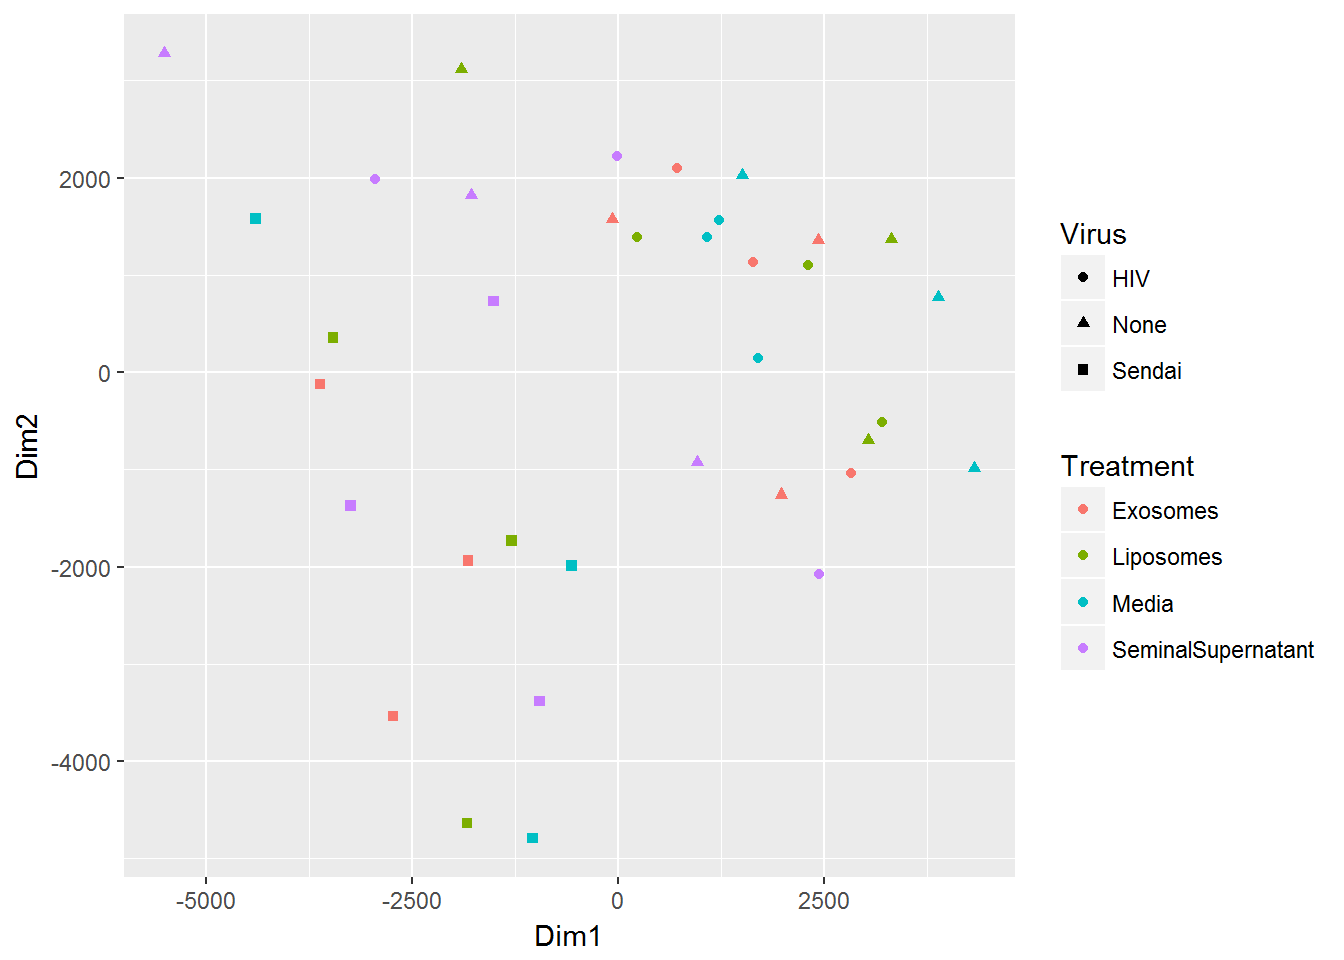 2000
0
-2000
-4000
Dim2
-5000
-2500
0
2500
Dim1
Virus
HIV
None
Sendai
Treatment
Exosomes
Liposomes
Media
SeminalSupernatant